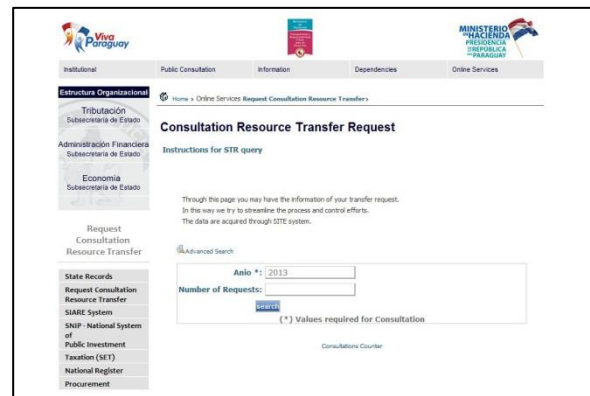 Viva
Paraguay
MINISTERIO
DE HACIENDA
PRESIDENCIA
DE LA REPÚBLICA
DEL PARAGUAY
Institutional
Public Consultation
Information
Dependencies
Online Services
Estructura Organizacional
Tributación
Subsecretaría de Estado
Administración Financiera
Subsecretaría de Estado
Economía
Subsecretaría de Estado
Request
Consultation
Resource Transfer
State Records
Request Consultation
Resource Transfer
SIARE System
SNIP - National System
of
Public Investment
Taxation (SET)
National Register
Procurement
Home > Online Services Request Consultation Resource Transfer>
Consultation Resource Transfer Request
Instructions for STR query
Through this page you may have the information of your transfer request.
In this way we try to streamline the process and control efforts.
The data are acquired through SITE system.
Advanced Search
Anio *: 2013
Number of Requests:
search
(*) Values required for Consultation
Consultations Counter